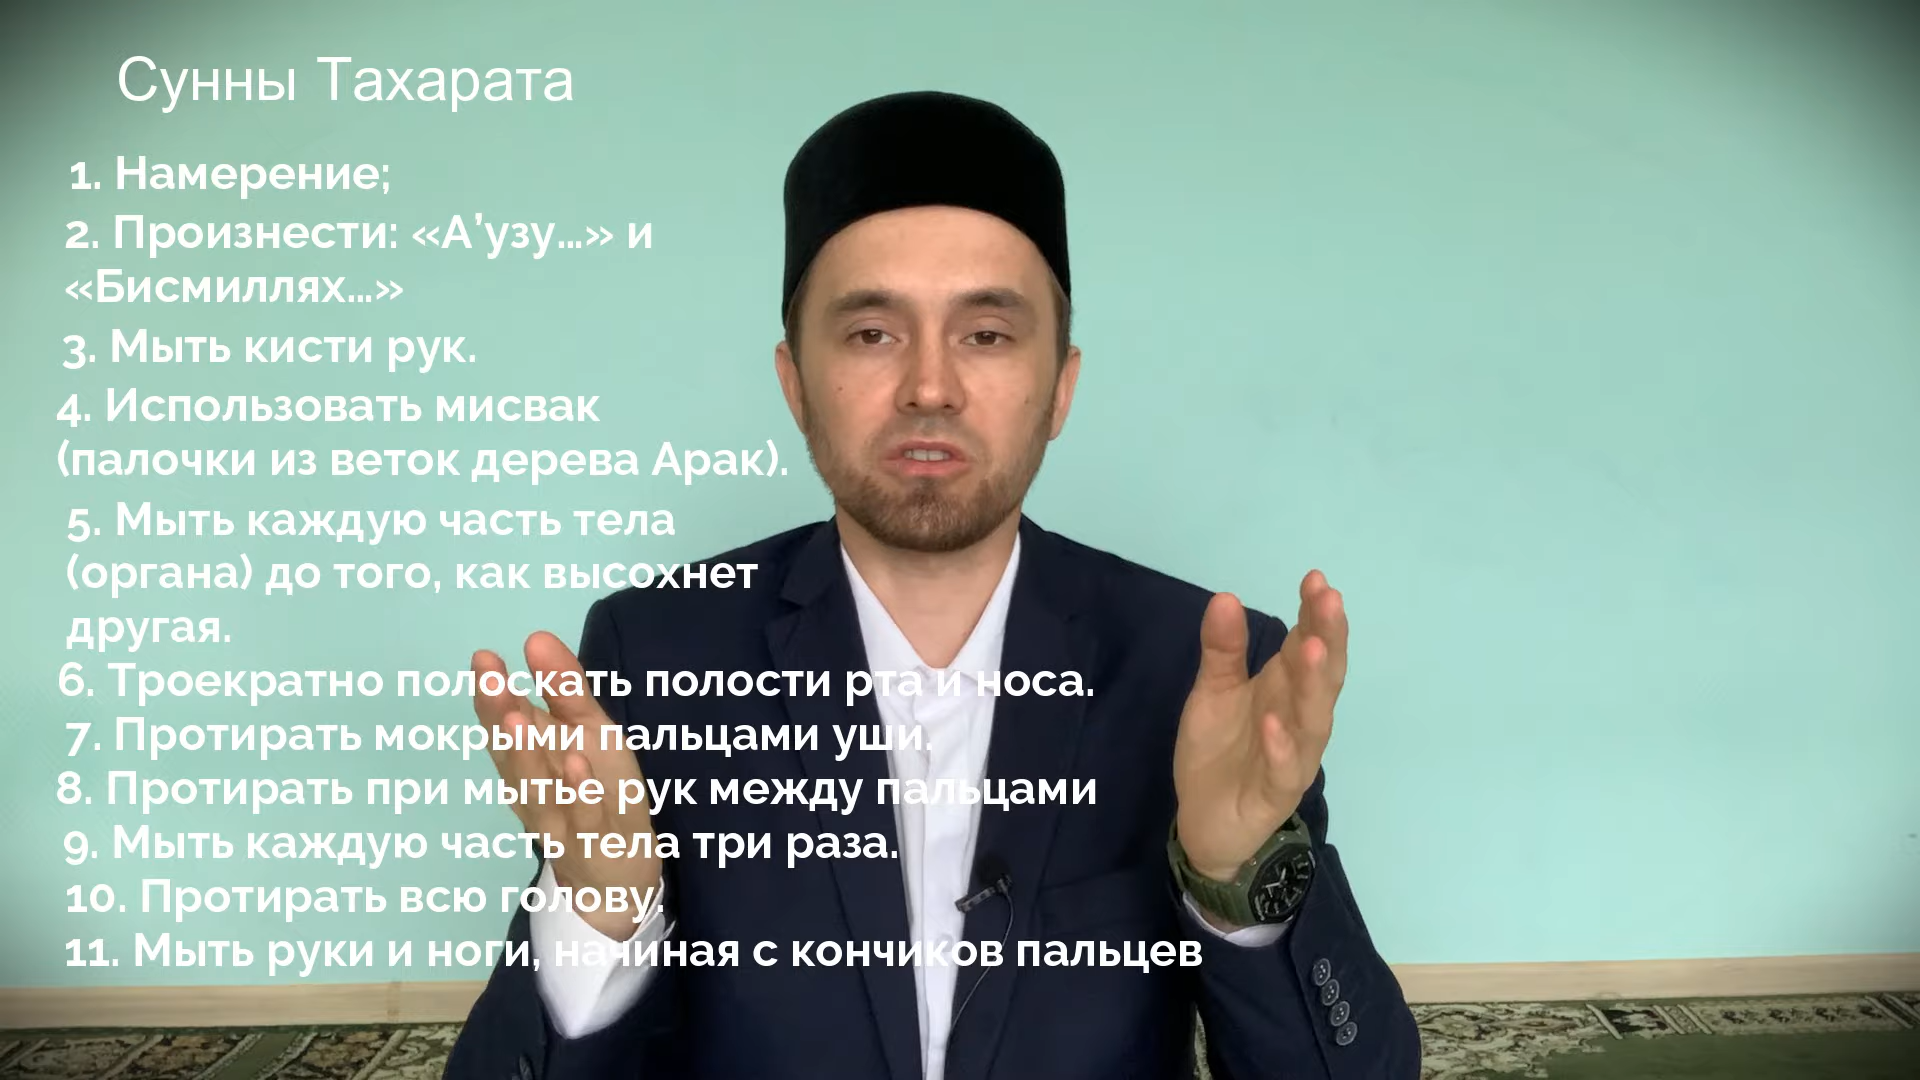 Сунны Тахарата
1. Намерение;
2. Произнести: «А’узу...» и
«Бисмиллях...»
3. Мыть кисти рук.
4. Использовать мисвак
(палочки из веток дерева Арак).
5. Мыть каждую часть тела
(органа) до того, как высохнет
другая.
6. Троекратно полоскать полости рта и носа.
7. Протирать мокрыми пальцами уши.
8. Протирать при мытье рук между пальцами
9. Мыть каждую часть тела три раза.
10. Протирать всю голову.
11. Мыть руки и ноги, начиная с кончиков пальцев